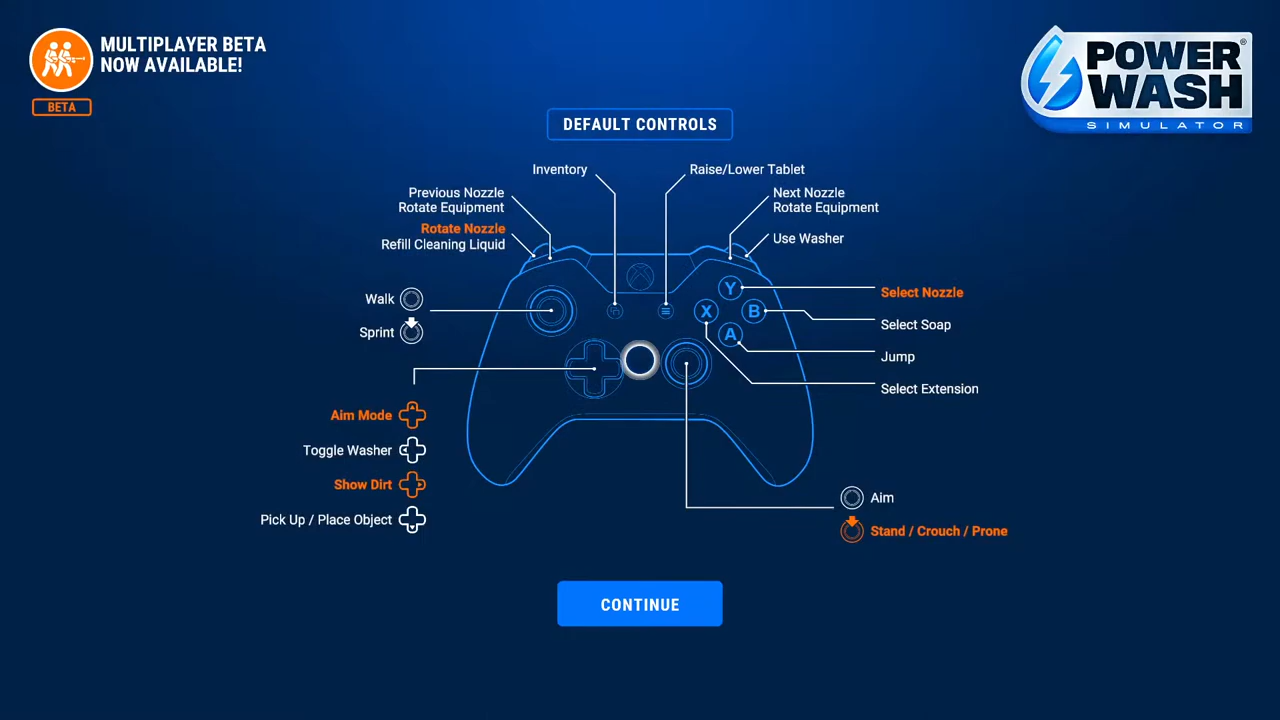 MULTIPLAYER BETA
NOW AVAILABLE!
BETA
POWER
WASH®
SIMULATOR
DEFAULT CONTROLS
Inventory
Raise/Lower Tablet
Previous Nozzle
Rotate Equipment
Next Nozzle
Rotate Equipment
Rotate Nozzle
Refill Cleaning Liquid
Use Washer
Walk
Sprint
Y
X
B
A
Select Nozzle
Select Soap
Jump
Select Extension
Aim Mode
Toggle Washer
Show Dirt
Pick Up / Place Object
Aim
Stand / Crouch / Prone
CONTINUE